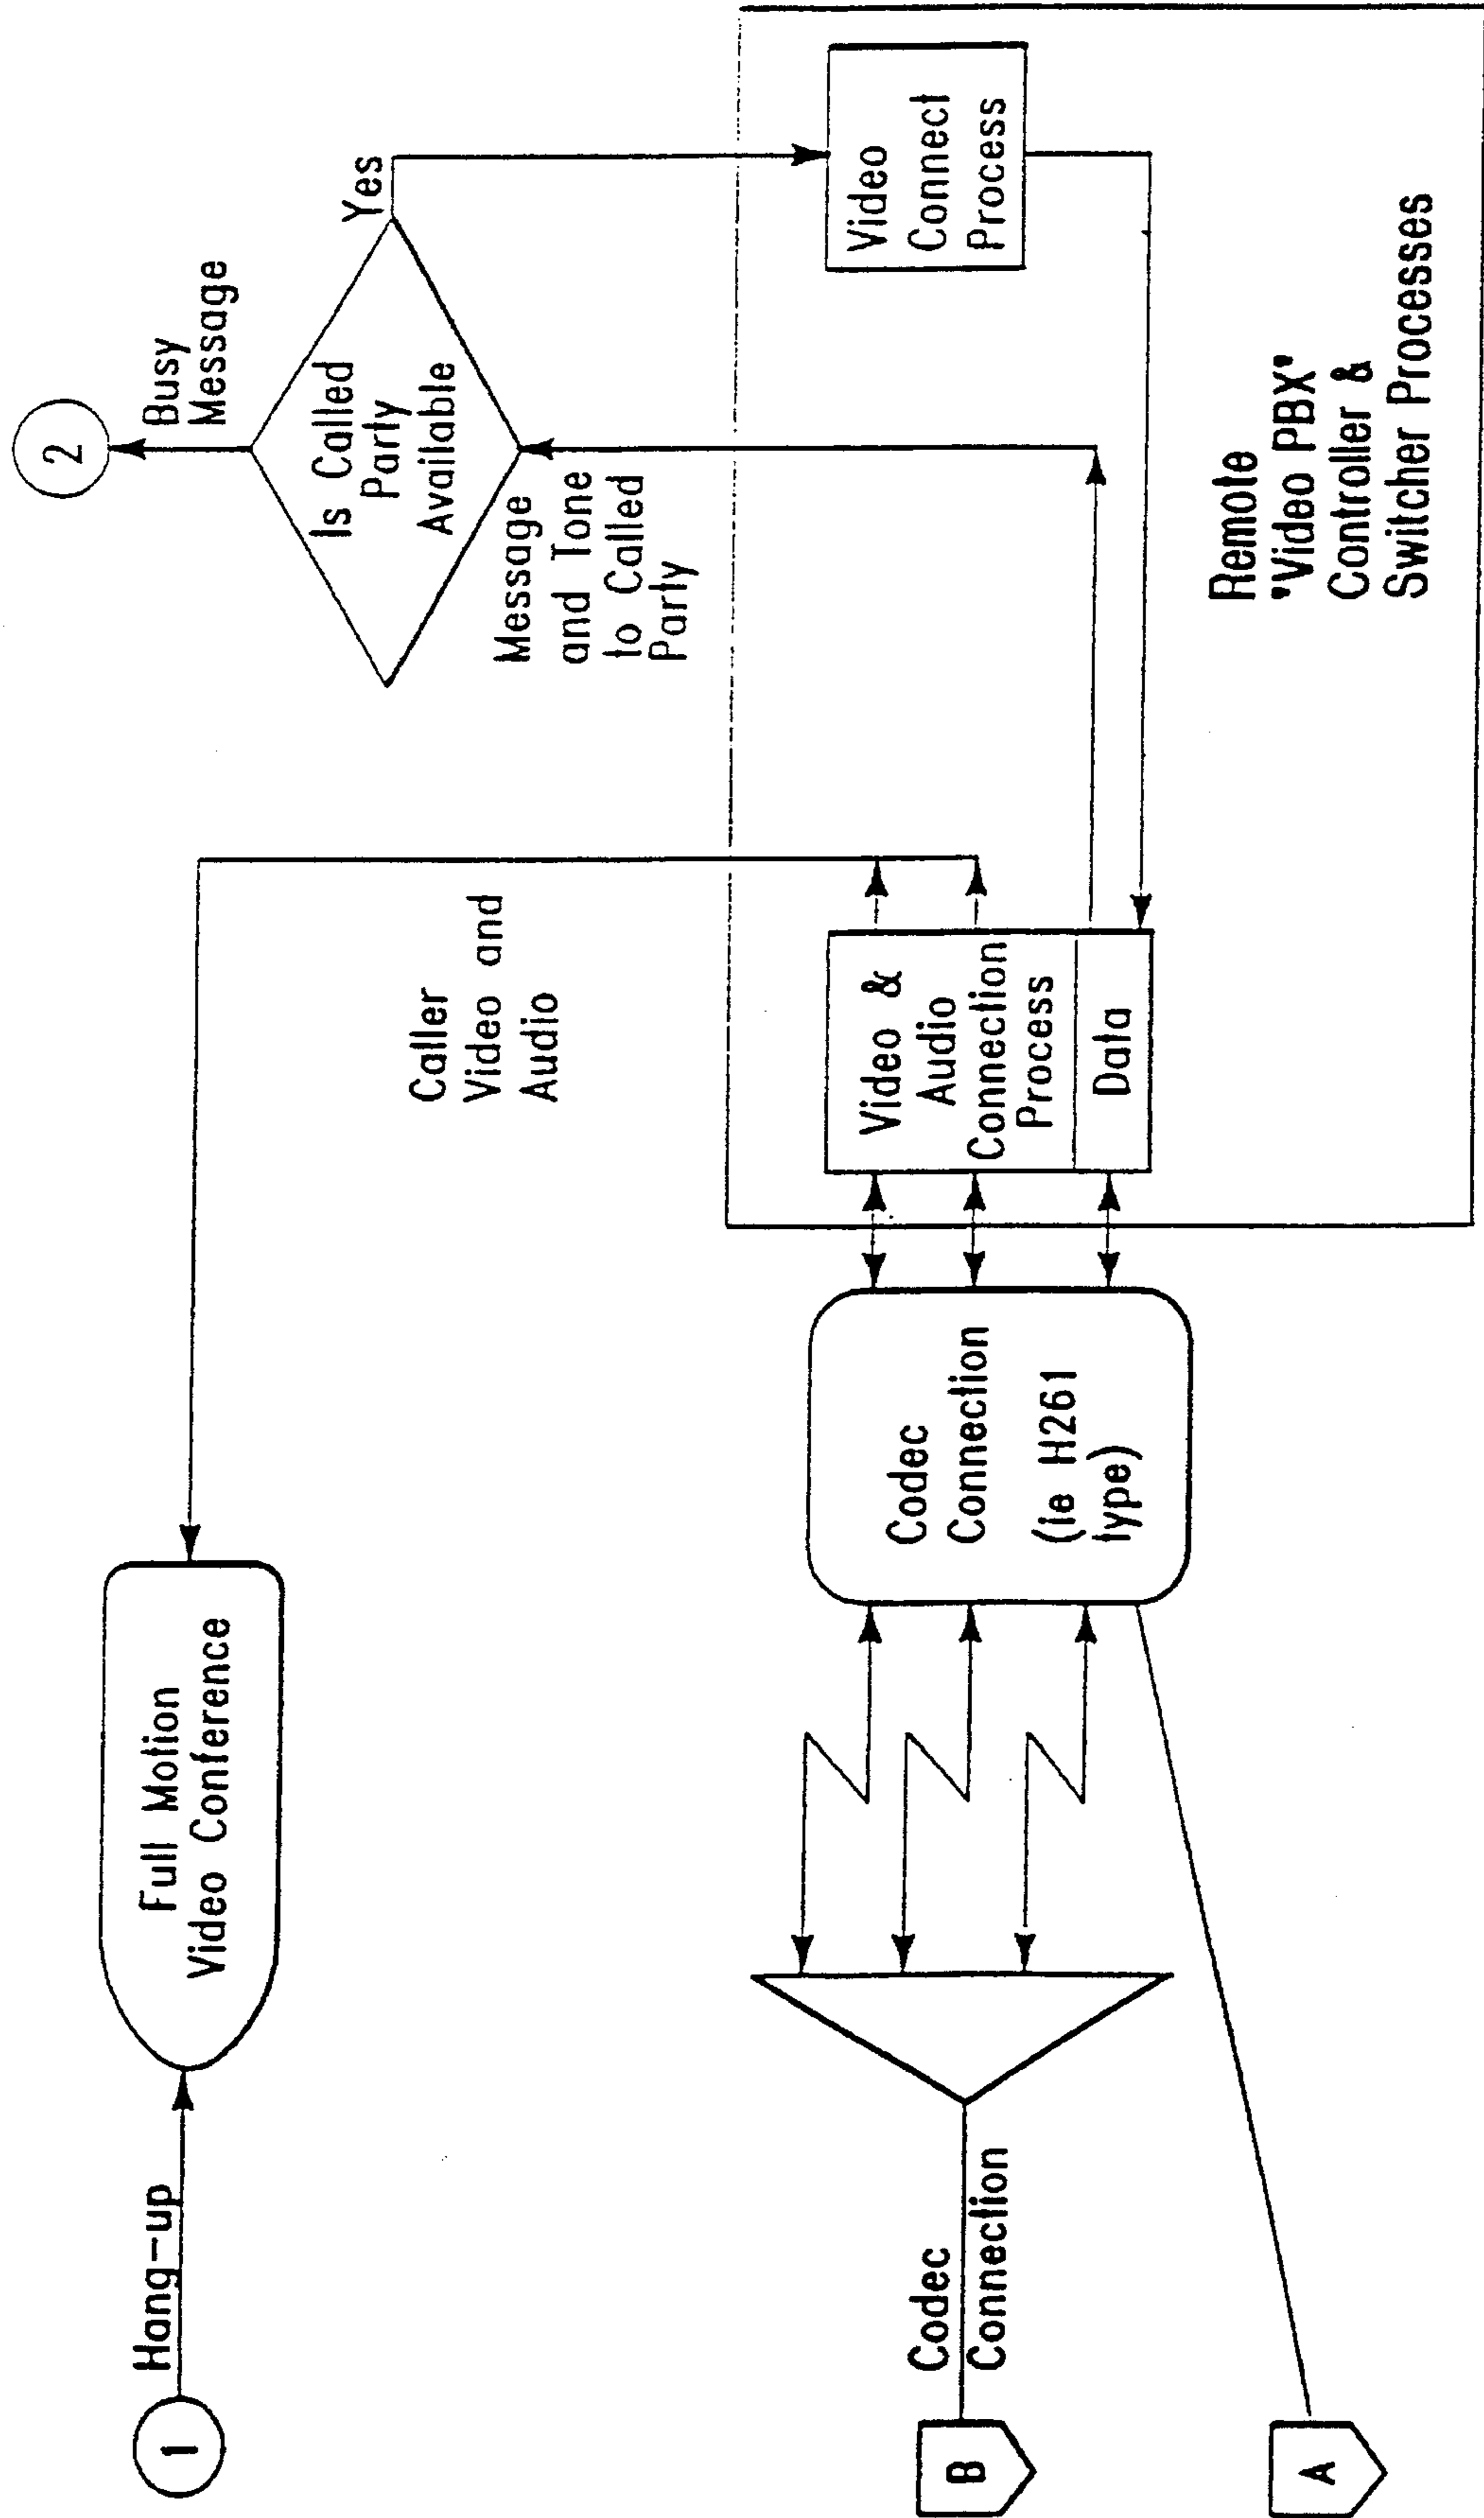 1
Hang-up
Full Motion
Video Conference
Caller
Video and
Audio
2
Busy
Message
Is Called
Party
Available
Yes
Message
and Tone
to Called
Party
B
Codec
Connection
A
Codec
Connection
(ie H261
type)
Video &
Audio
Connection
Process
Data
Video
Connect
Process
Remote
"Video PBX"
Controller &
Switcher Processes